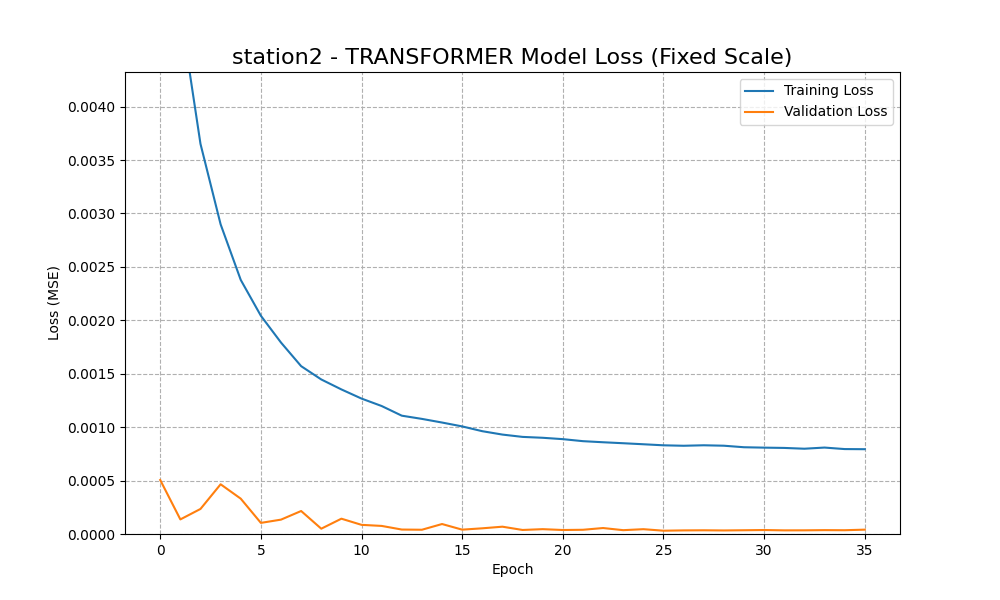 station2 - TRANSFORMER Model Loss (Fixed Scale)
Training Loss
Validation Loss
Loss (MSE)
0.0040
0.0035
0.0030
0.0025
0.0020
0.0015
0.0010
0.0005
0.0000
0 5 10 15 20 25 30 35
Epoch